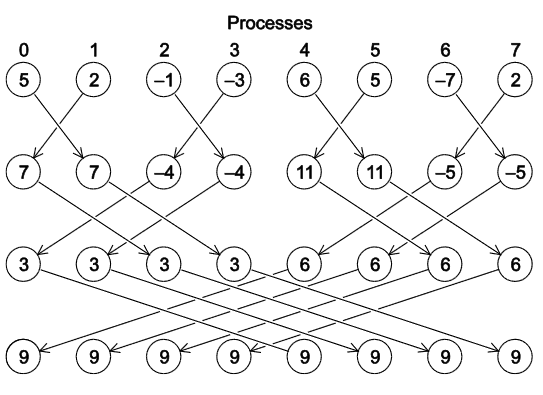 Processes
0 1 2 3 4 5 6 7
5 2 –1 –3 6 5 –7 2
7 7 –4 –4 11 11 –5 –5
3 3 3 3 6 6 6 6
9 9 9 9 9 9 9 9